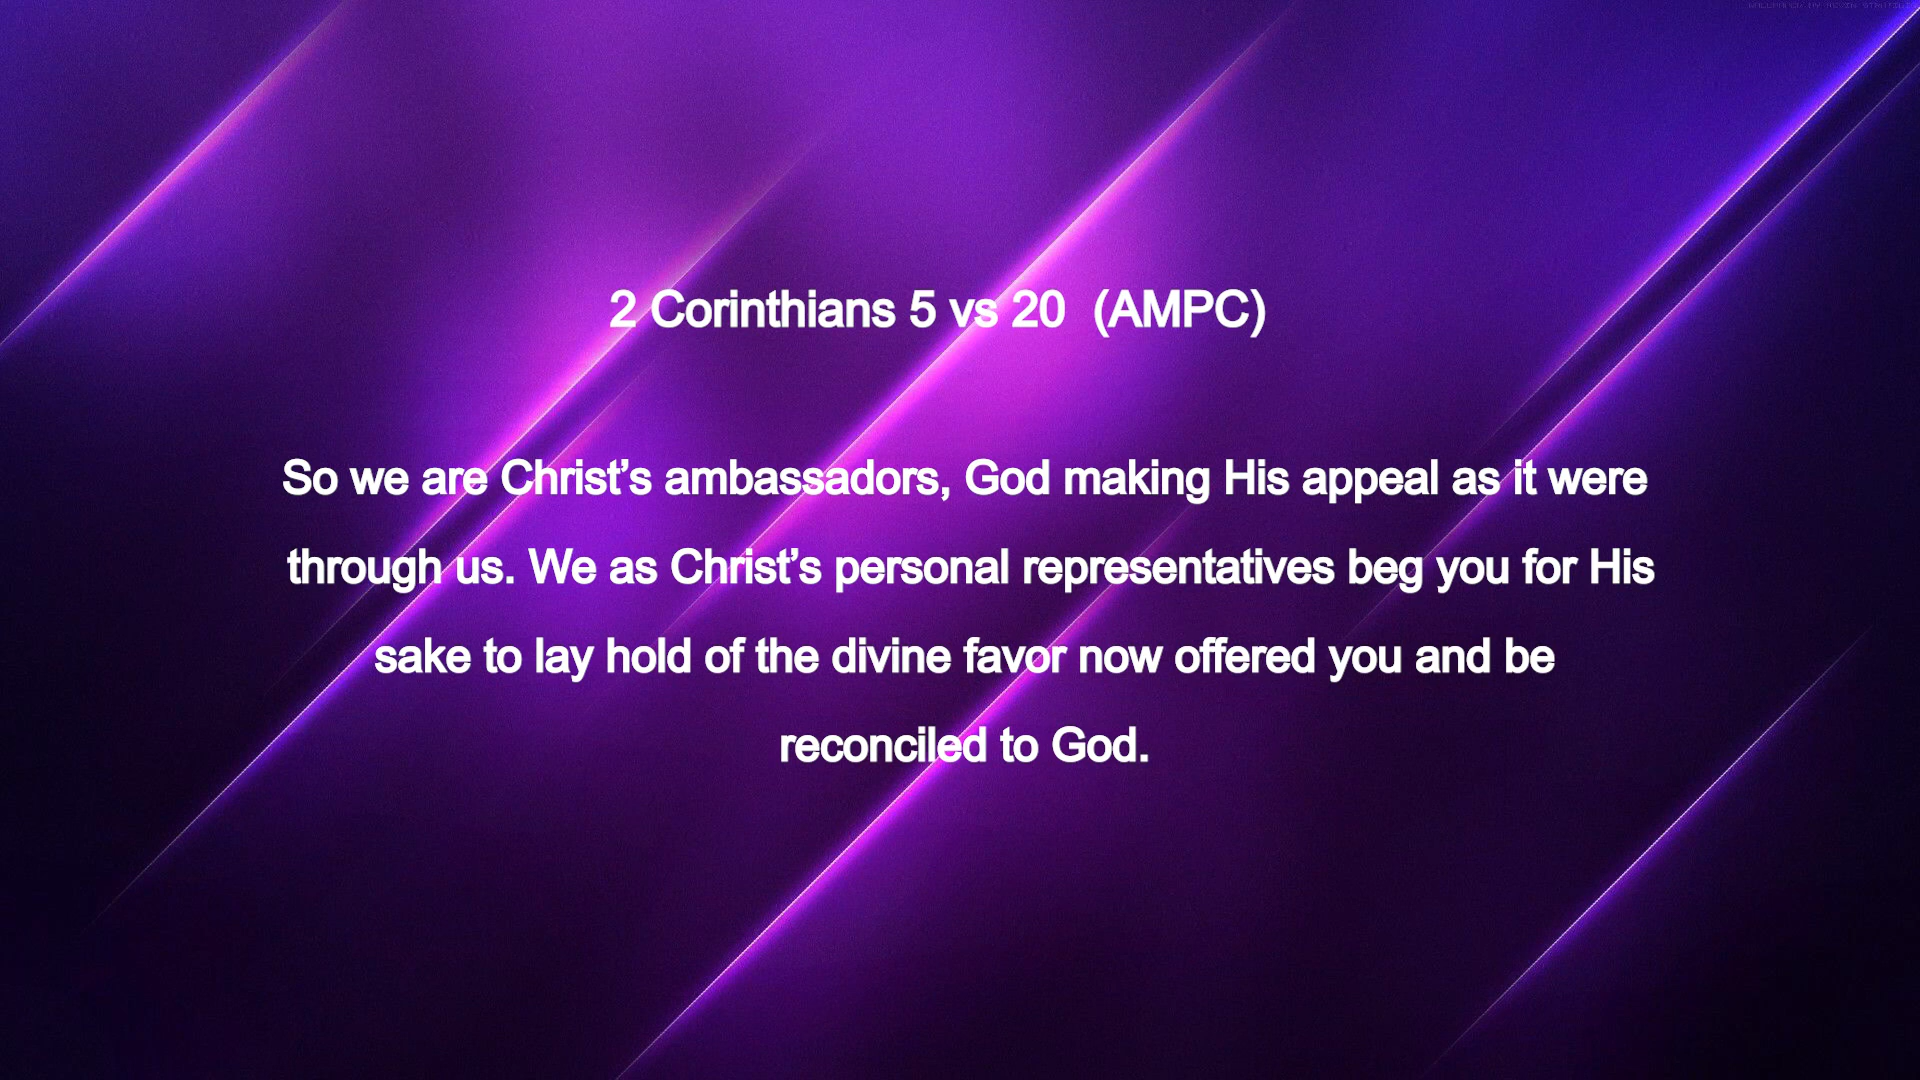 2 Corinthians 5 vs 20  (AMPC)
So we are Christ’s ambassadors, God making His appeal as it were
through us. We as Christ’s personal representatives beg you for His
sake to lay hold of the divine favor now offered you and be
reconciled to God.